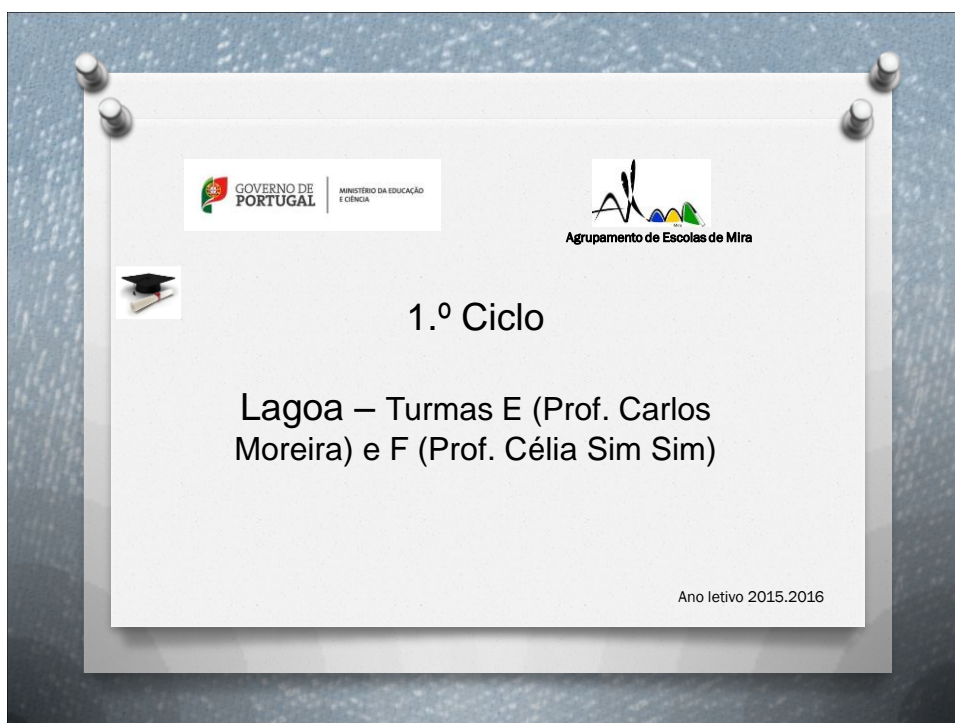 GOVERNO DE
PORTUGAL
MINISTÉRIO DA EDUCAÇÃO
E CIÊNCIA
Mira
Agrupamento de Escolas de Mira
1.º Ciclo
Lagoa – Turmas E (Prof. Carlos
Moreira) e F (Prof. Célia Sim Sim)
Ano letivo 2015.2016